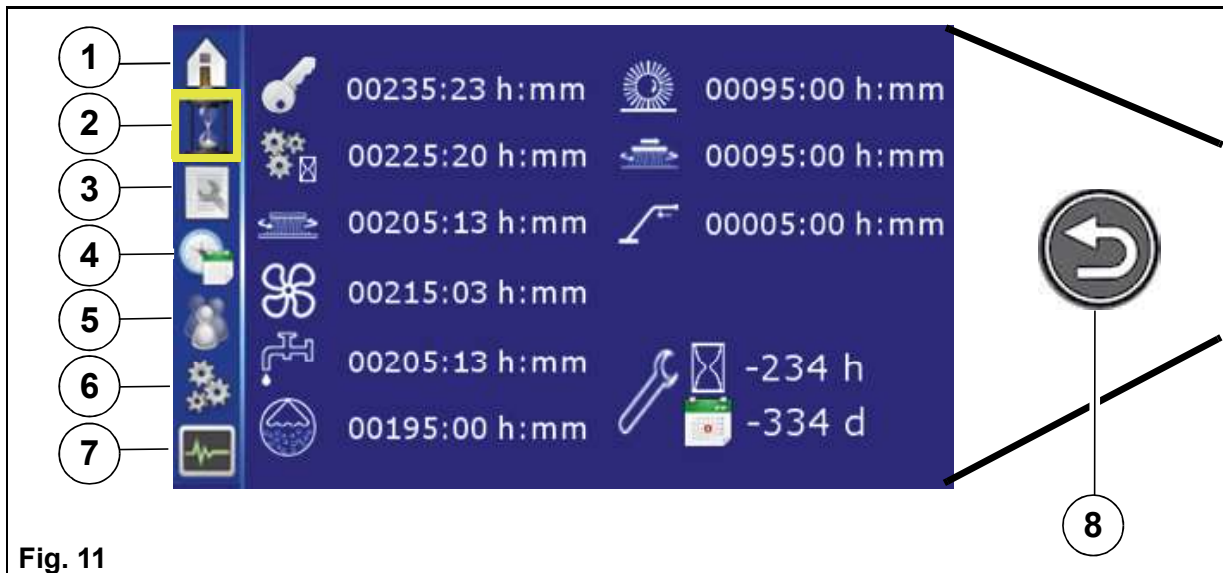 1
2
3
4
5
6
7
8
00235:23 h:mm
00225:20 h:mm
00205:13 h:mm
00215:03 h:mm
00205:13 h:mm
00195:00 h:mm
00095:00 h:mm
00095:00 h:mm
00005:00 h:mm
-234 h
-334 d
Fig. 11